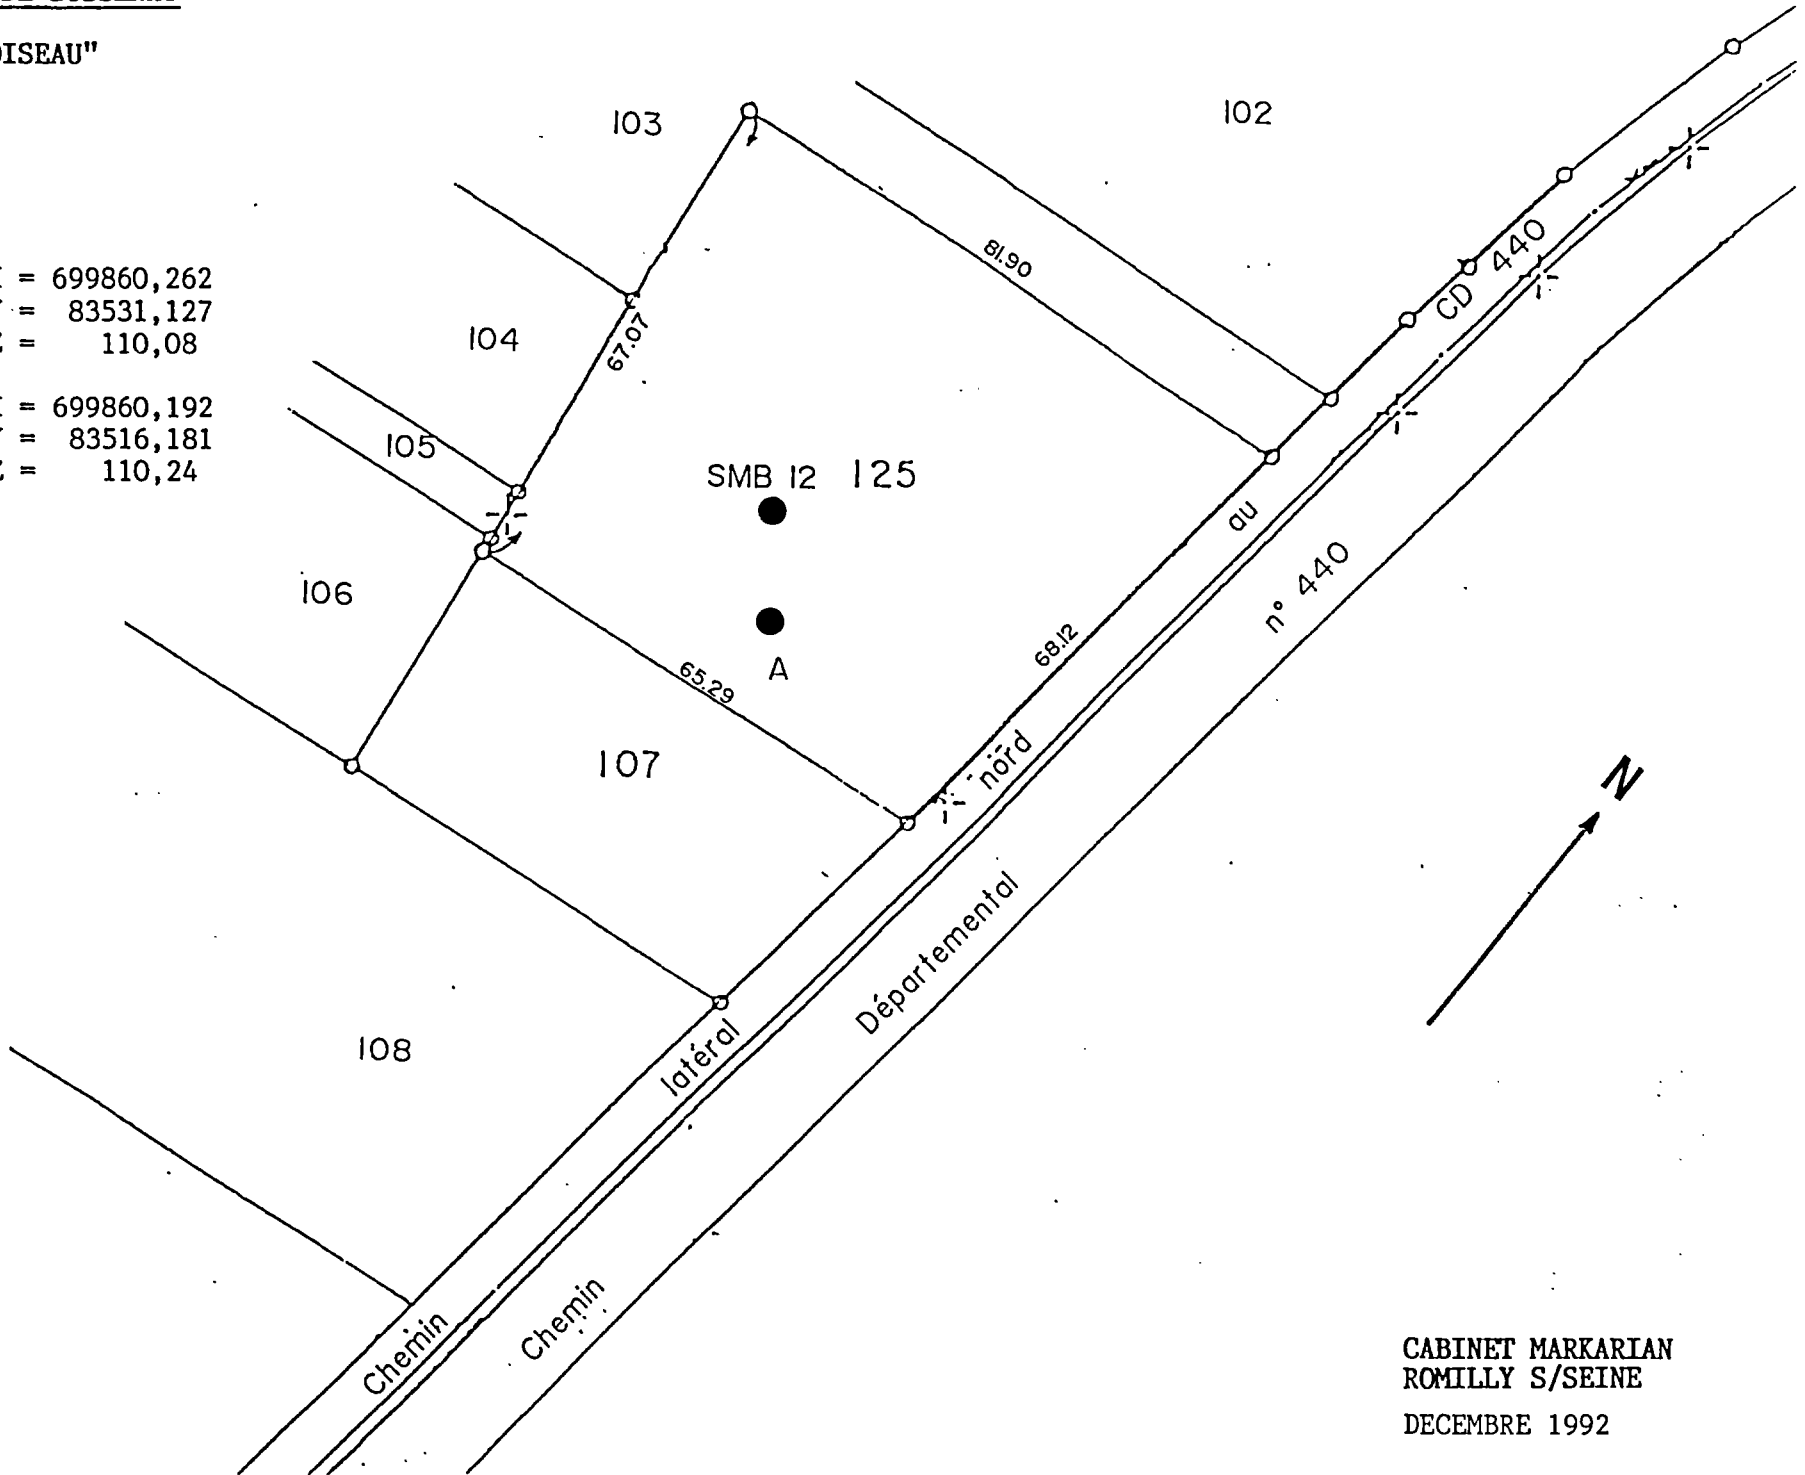 OISEAU"
= 699860,262
= 83531,127
= 110,08
= 699860,192
= 83516,181
= 110,24
103
102
104
105
106
107
108
67.07
81.90
SMB 12 125
A
65.29
68.12
Chemin latéral nord au CD 440
Chemin Départemental n° 440
N
CABINET MARKARIAN
ROMILLY S/SEINE
DECEMBRE 1992